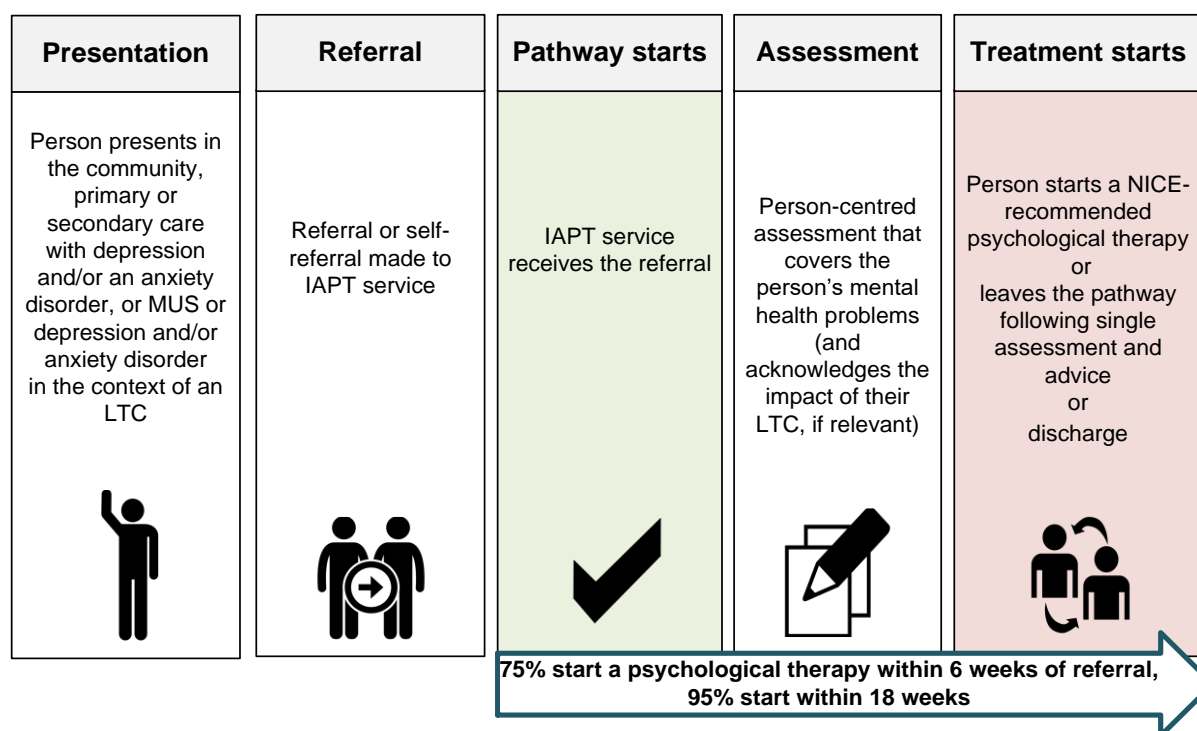 Presentation
Person presents in
the community,
primary or
secondary care
with depression
and/or an anxiety
disorder, or MUS or
depression and/or
anxiety disorder
in the context of an
LTC
Referral
Referral or self-
referral made to
IAPT service
Pathway starts
IAPT service
receives the referral
Assessment
Person-centred
assessment that
covers the
person’s mental
health problems
(and
acknowledges the
impact of their
LTC, if relevant)
Treatment starts
Person starts a NICE-
recommended
psychological therapy
or
leaves the pathway
following single
assessment and
advice
or
discharge
75% start a psychological therapy within 6 weeks of referral,
95% start within 18 weeks